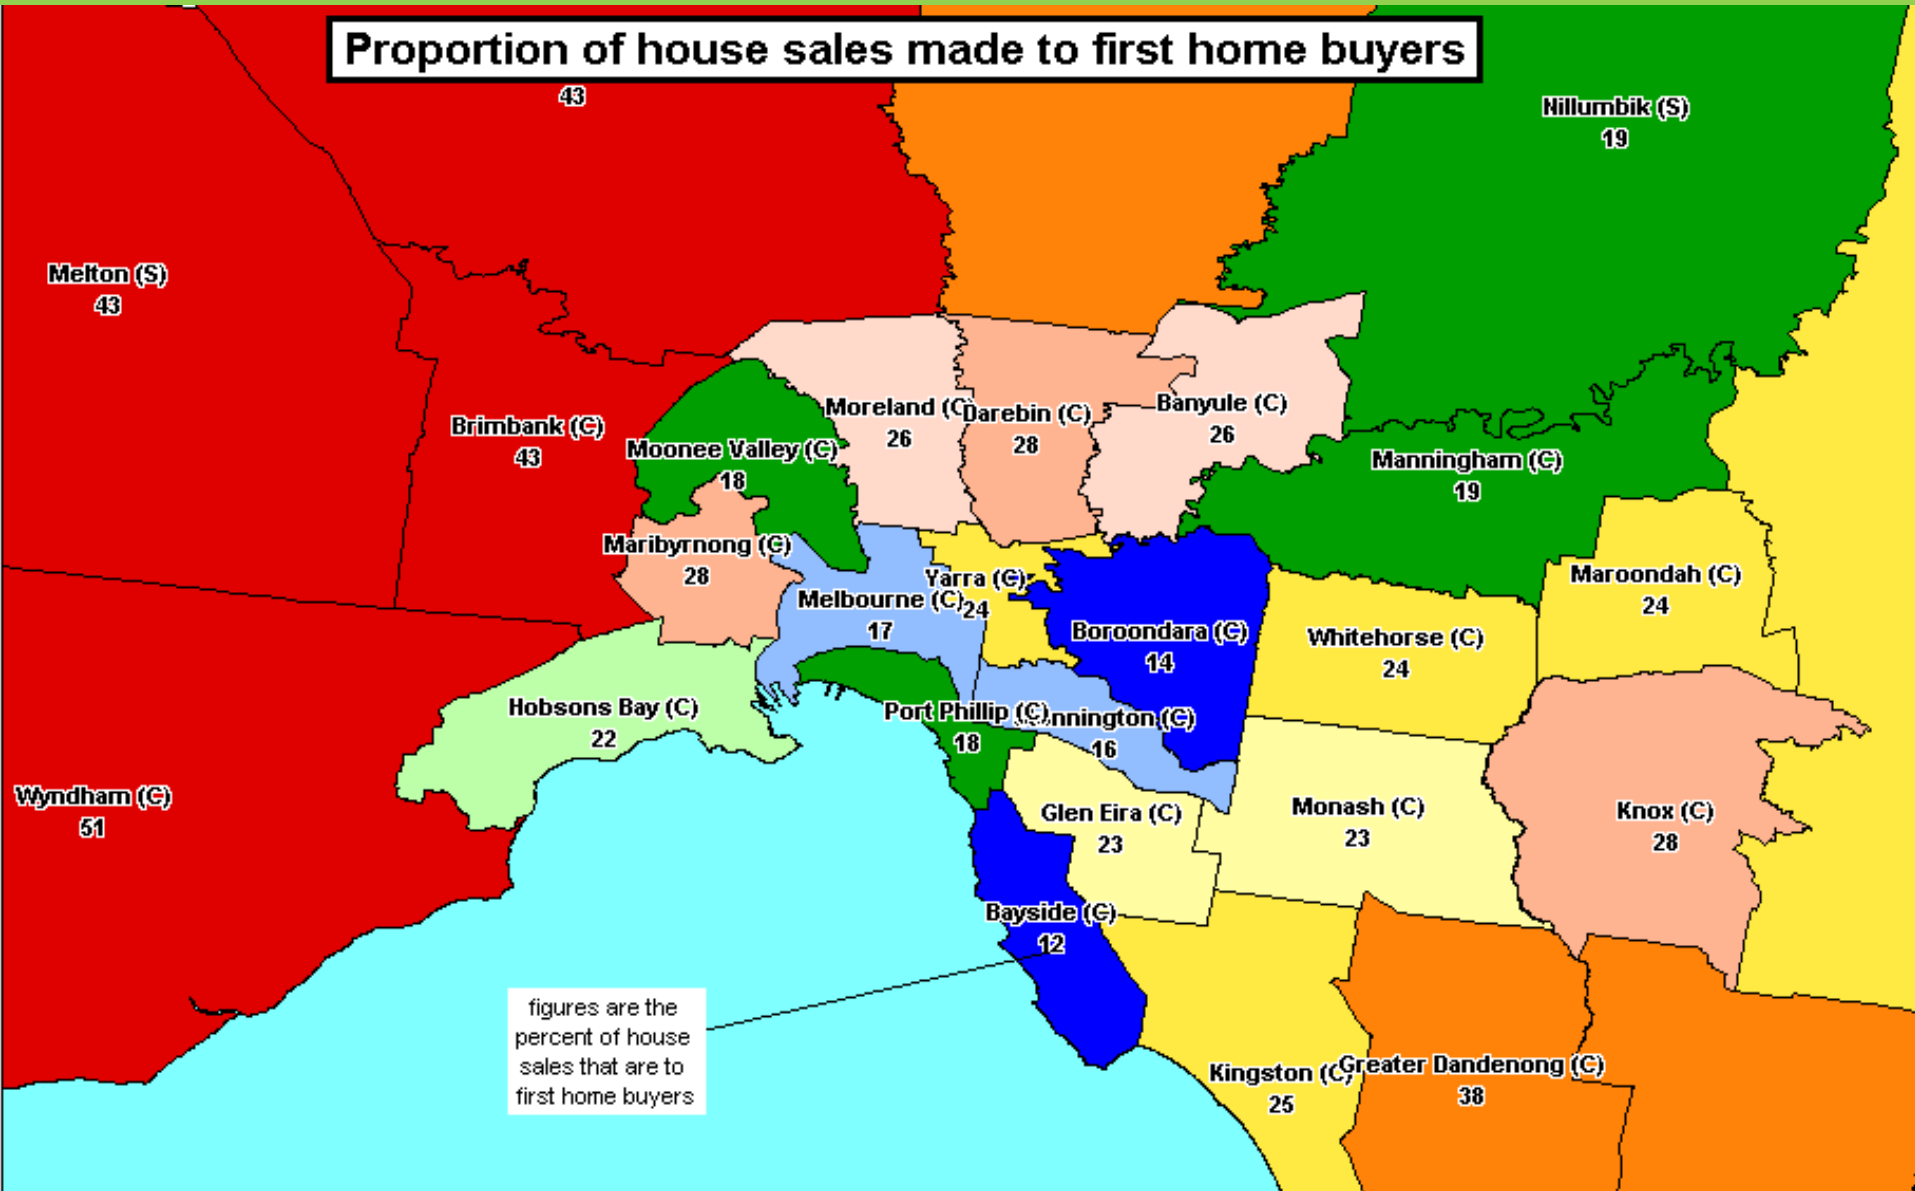 Proportion of house sales made to first home buyers
43
Nillumbik (S)
19
Melton (S)
43
Brimbank (C)
43
Moonee Valley (C)
18
Moreland (C)
26
Darebin (C)
28
Banyule (C)
26
Manningham (C)
19
Maribyrnong (C)
28
Melbourne (C)
17
Yarra (C)
24
Boroondara (C)
14
Whitehorse (C)
24
Maroondah (C)
24
Hobsons Bay (C)
22
Port Phillip (C)
18
nnington (C)
16
Wyndham (C)
51
Glen Eira (C)
23
Monash (C)
23
Knox (C)
28
Bayside (C)
12
figures are the
percent of house
sales that are to
first home buyers
Kingston (C)
25
Greater Dandenong (C)
38